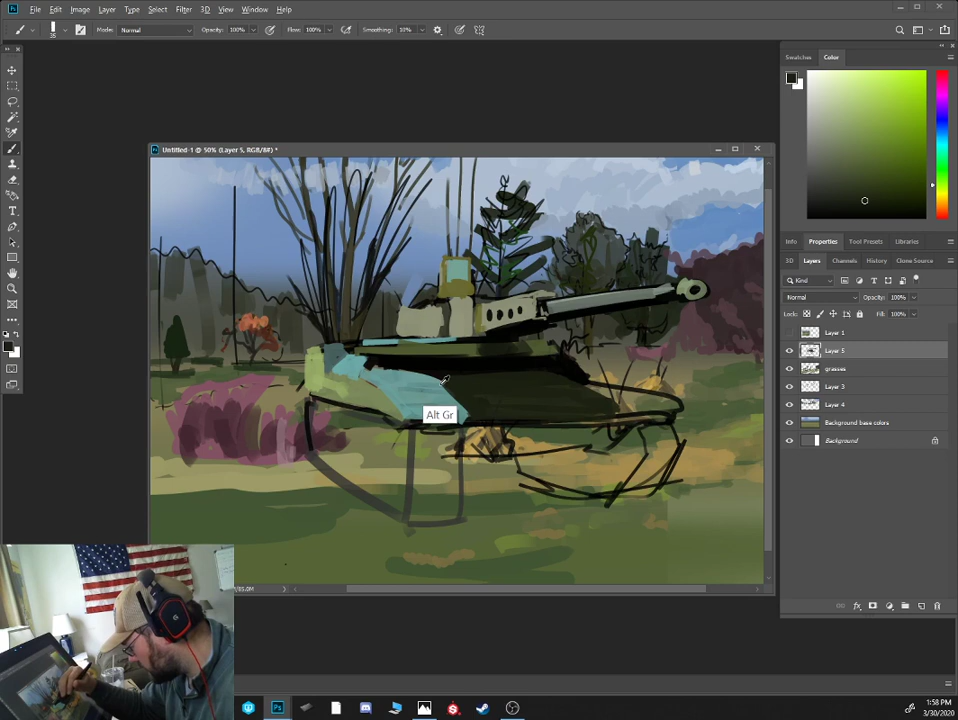 File Edit Image Layer Type Select Filter 3D View Window Help
35 Mode: Normal Opacity: 100% Flow: 100% Smoothing: 10%
Untitled-1 @ 50% (Layer 5, RGB/8#) *
Swatches Color
Info Properties Tool Presets Libraries
3D Layers Channels History Clone Source
Kind
Normal Opacity: 100%
Lock: Fill: 100%
Layer 1
Layer 5
grasses
Layer 3
Layer 4
Background base colors
Background
Alt Gr
1:58 PM
3/30/2020